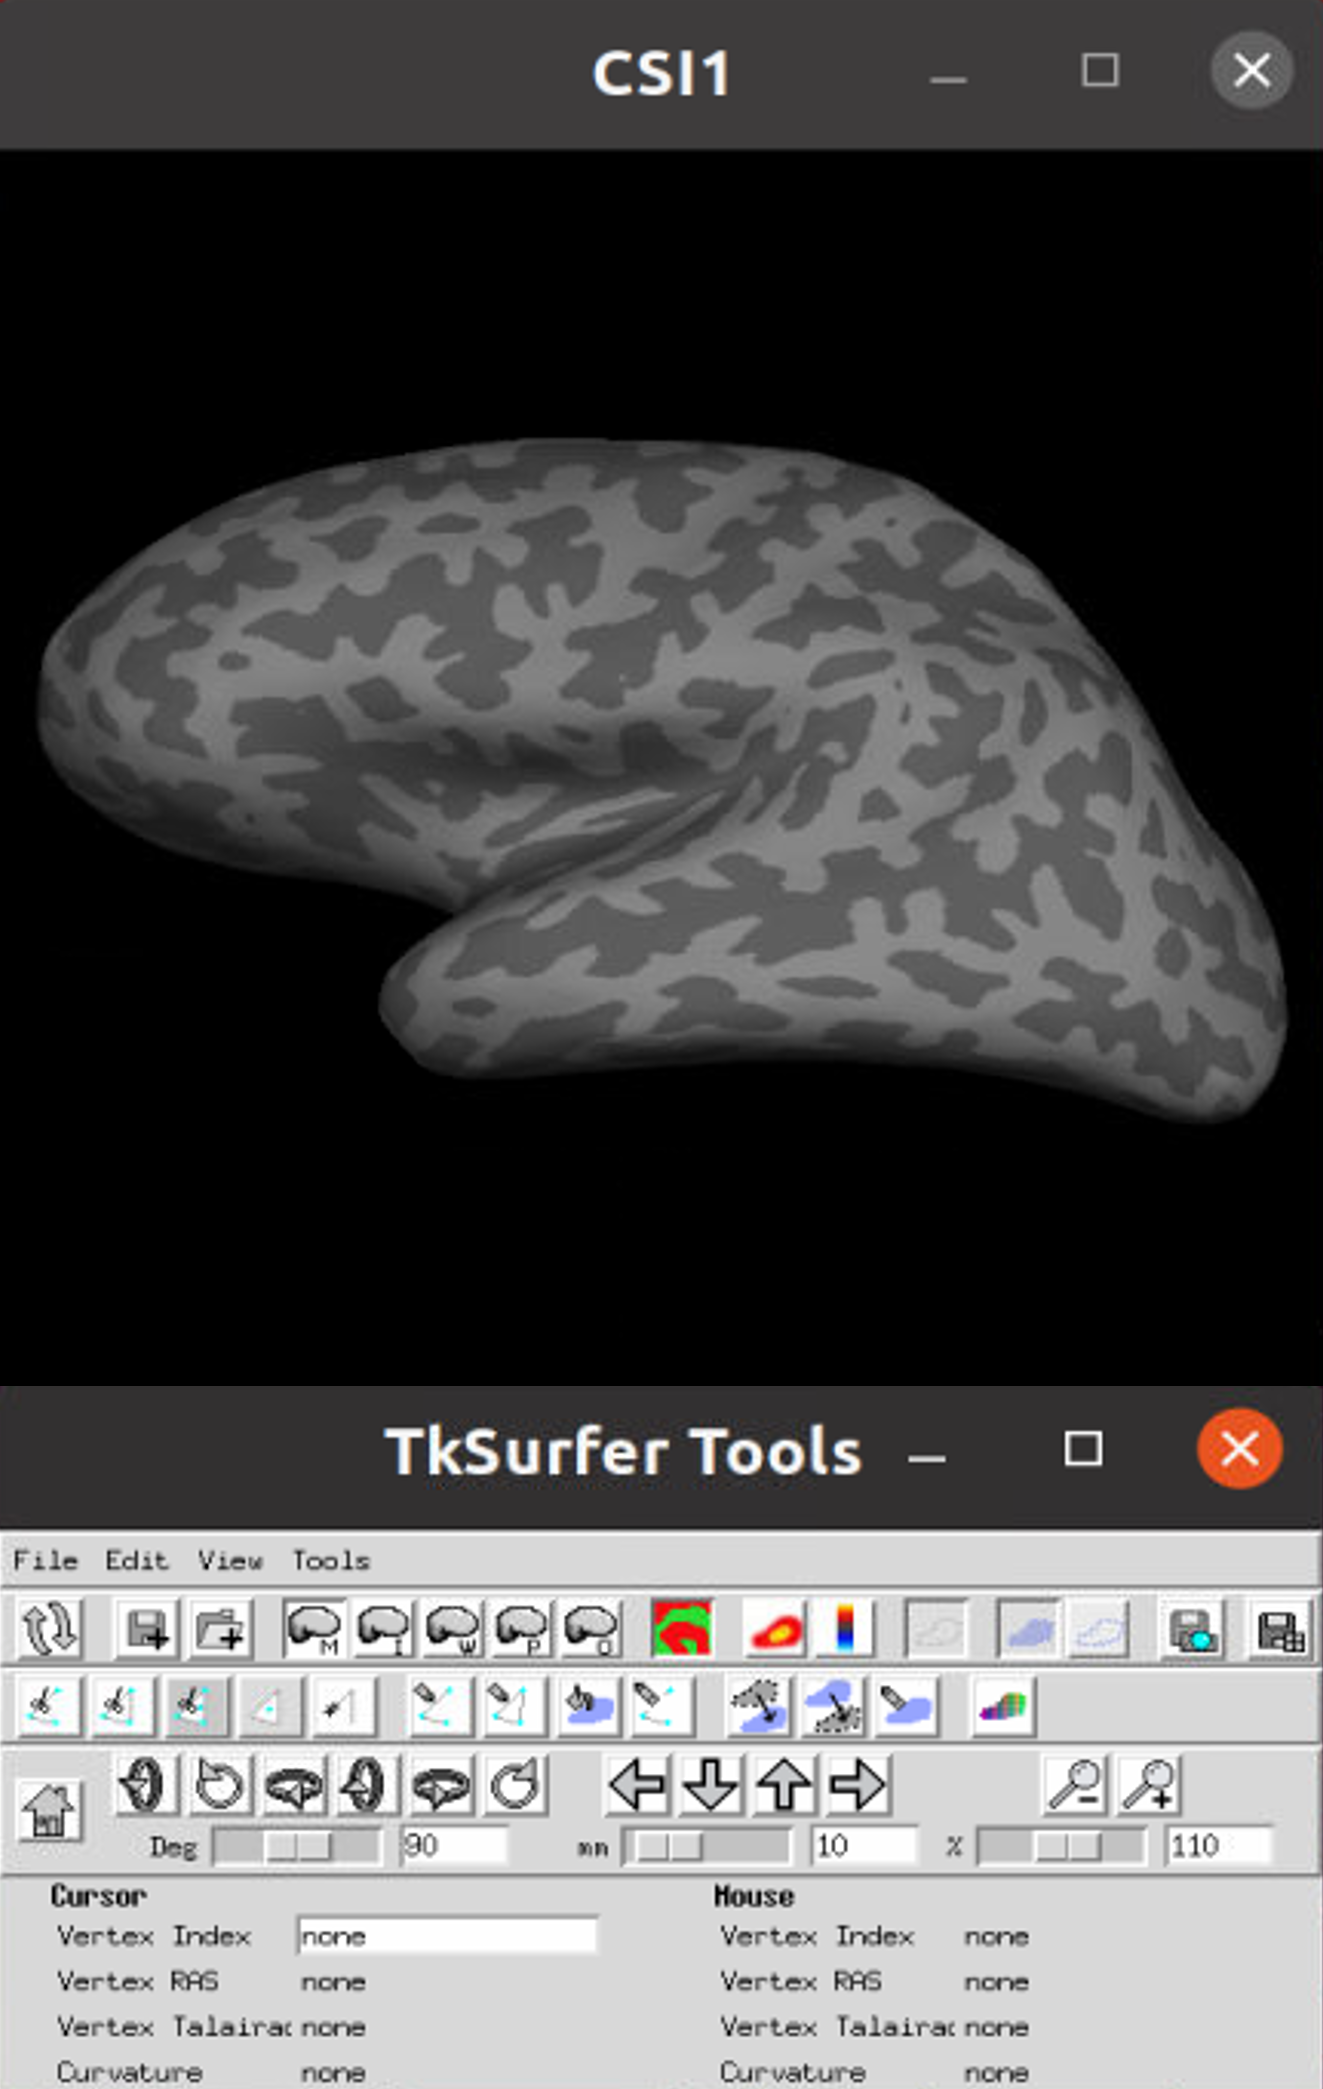 CSI1
TkSurfer Tools
File Edit View Tools
M I W P O
Deg 90 mm 10 % 110
Cursor Mouse
Vertex Index none Vertex Index none
Vertex RAS none Vertex RAS none
Vertex Talairac none Vertex Talairac none
Curvature none Curvature none